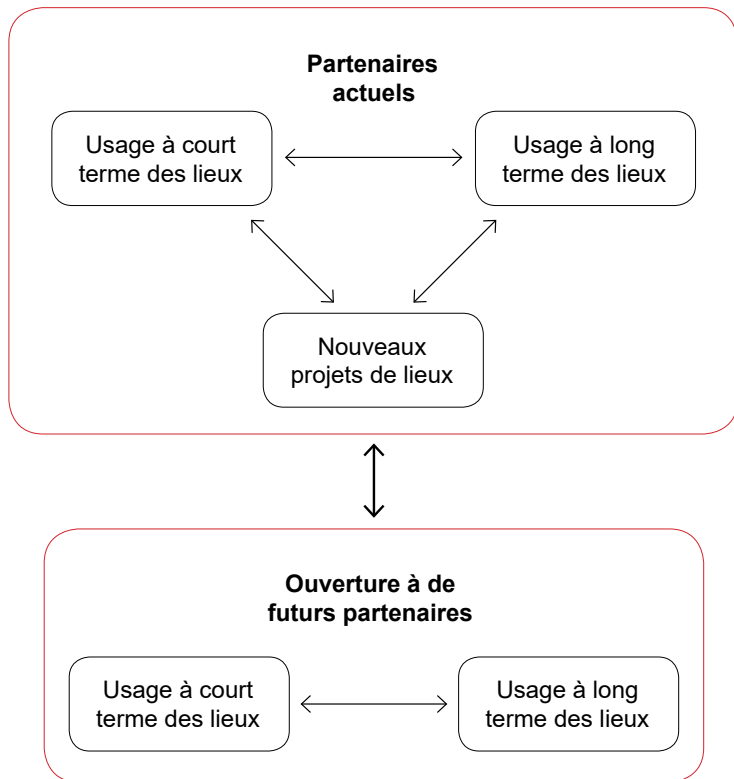 Partenaires
actuels
Usage à court
terme des lieux
Usage à long
terme des lieux
Nouveaux
projets de lieux
Ouverture à de
futurs partenaires
Usage à court
terme des lieux
Usage à long
terme des lieux